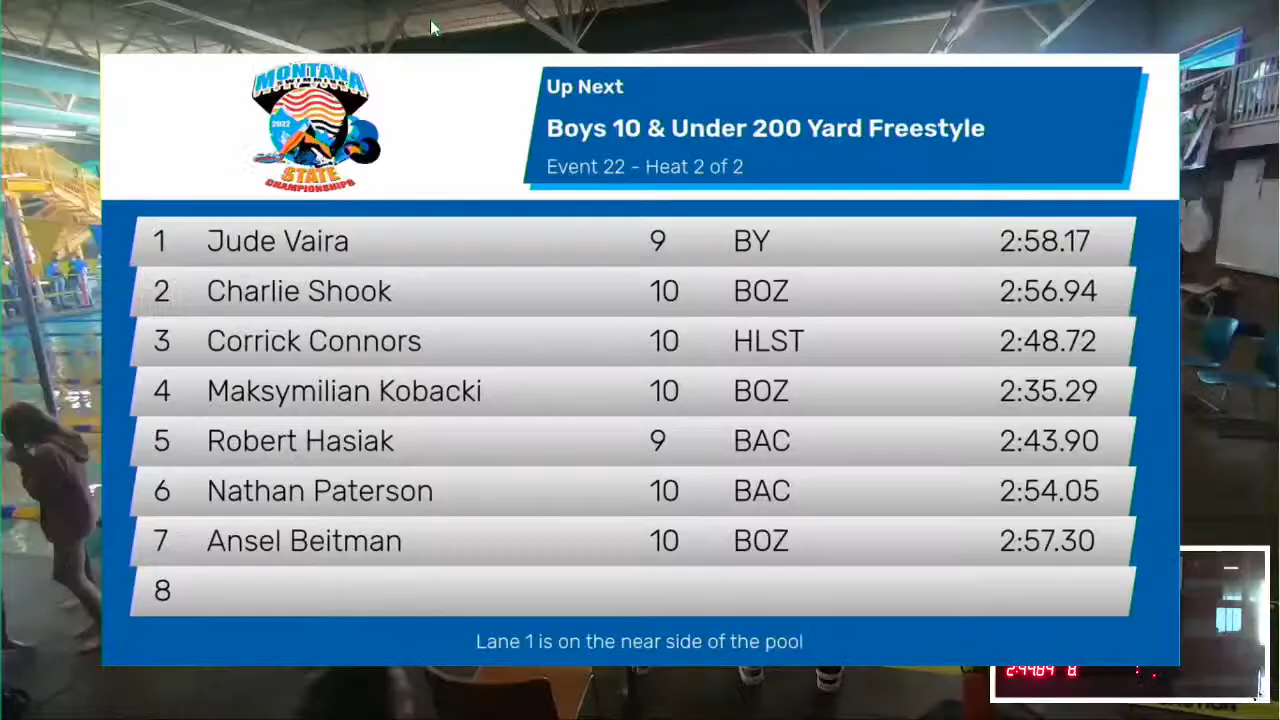 MONTANA
SWIMMING
2022
STATE
CHAMPIONSHIPS
Up Next
Boys 10 & Under 200 Yard Freestyle
Event 22 - Heat 2 of 2
1 Jude Vaira 9 BY 2:58.17
2 Charlie Shook 10 BOZ 2:56.94
3 Corrick Connors 10 HLST 2:48.72
4 Maksymilian Kobacki 10 BOZ 2:35.29
5 Robert Hasiak 9 BAC 2:43.90
6 Nathan Paterson 10 BAC 2:54.05
7 Ansel Beitman 10 BOZ 2:57.30
8
Lane 1 is on the near side of the pool